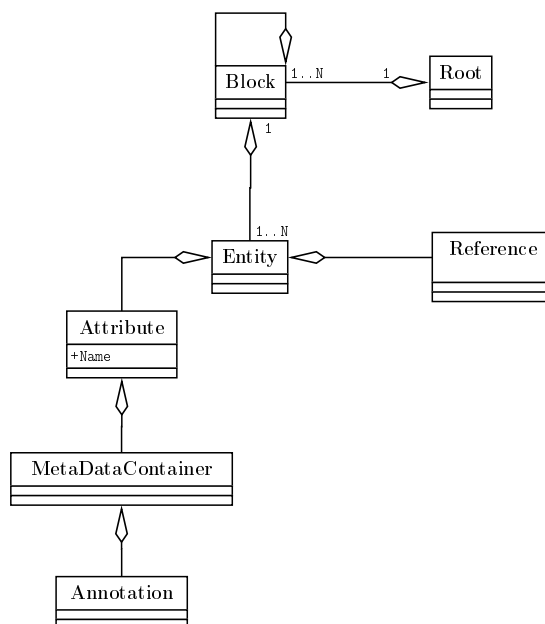 Root
1..N
1
Block
1
1..N
Reference
Entity
Attribute
+Name
MetaDataContainer
Annotation